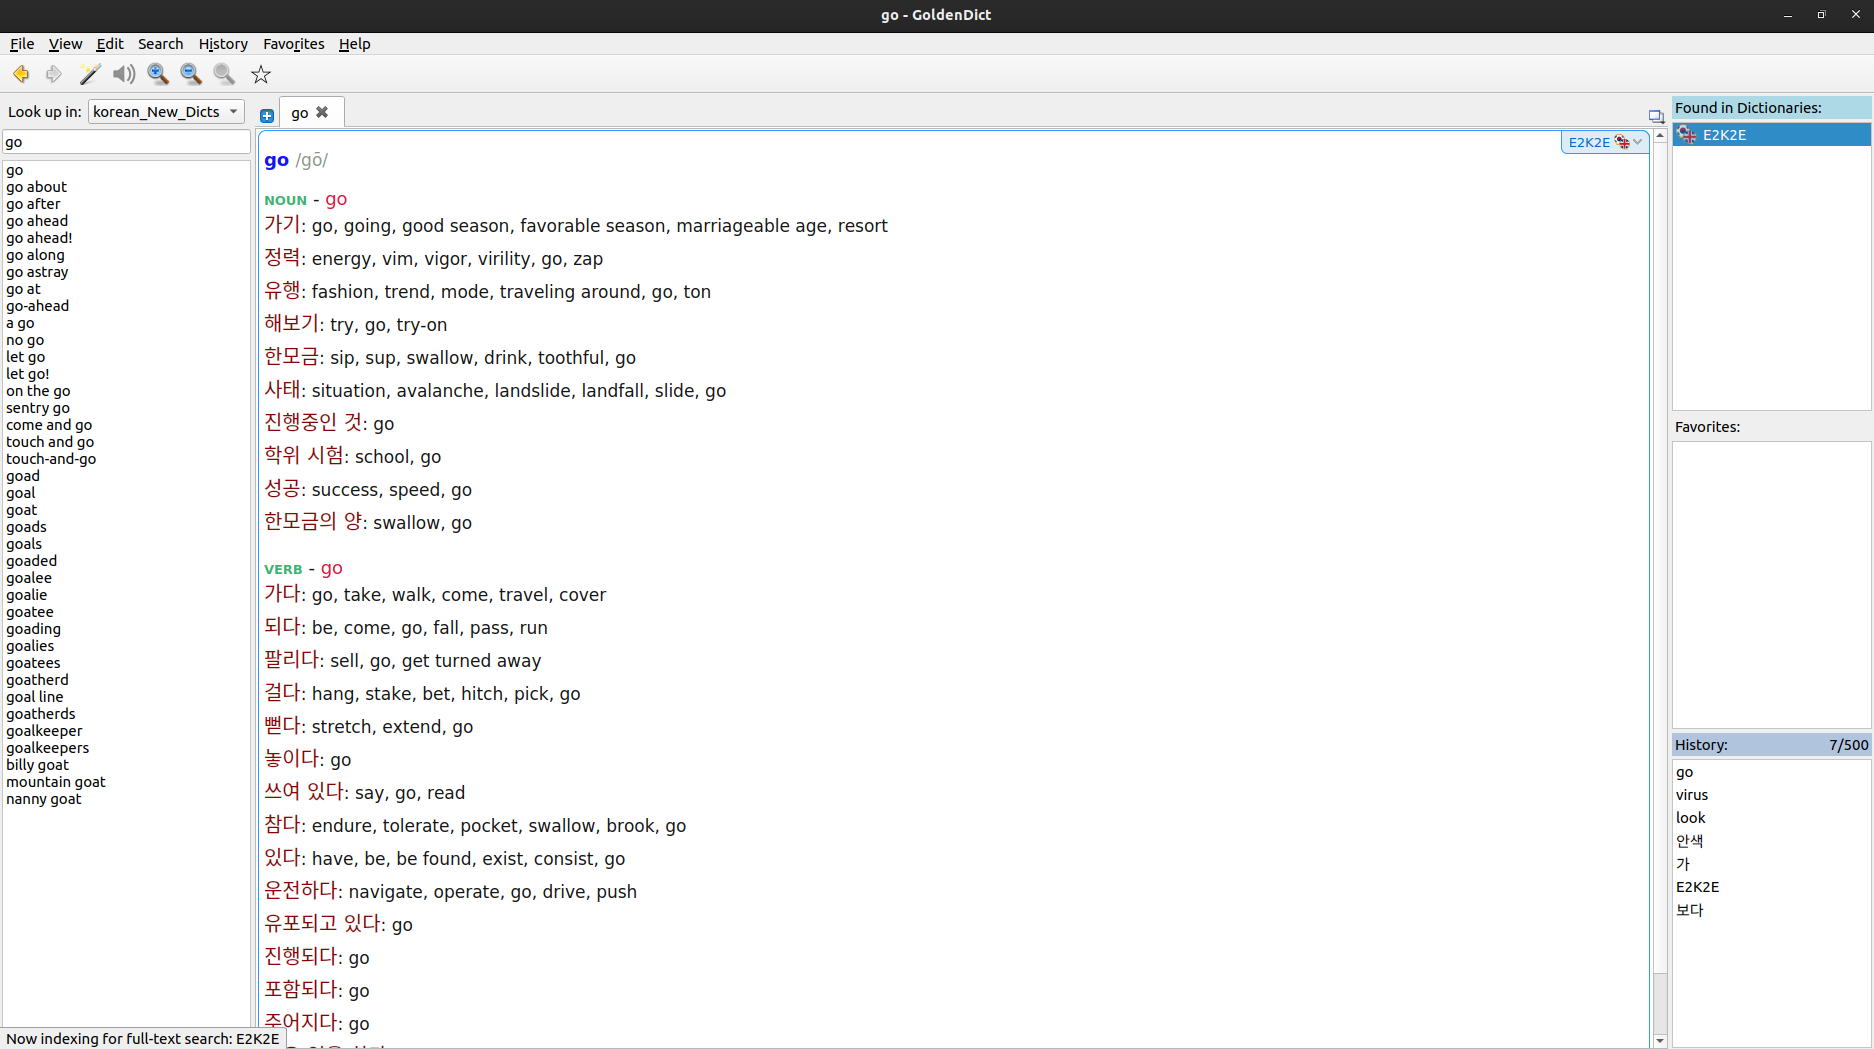 go - GoldenDict
File View Edit Search History Favorites Help
Look up in: korean_New_Dicts
go
go
go about
go after
go ahead
go ahead!
go along
go astray
go at
go-ahead
a go
no go
let go
let go!
on the go
sentry go
come and go
touch and go
touch-and-go
goad
goal
goat
goads
goals
goaded
goalee
goalie
goatee
goading
goalies
goatees
goatherd
goal line
goatherds
goalkeeper
goalkeepers
billy goat
mountain goat
nanny goat
Now indexing for full-text search: E2K2E
go
E2K2E
go /gō/
NOUN - go
가기: go, going, good season, favorable season, marriageable age, resort
정력: energy, vim, vigor, virility, go, zap
유행: fashion, trend, mode, traveling around, go, ton
해보기: try, go, try-on
한모금: sip, sup, swallow, drink, toothful, go
사태: situation, avalanche, landslide, landfall, slide, go
진행중인 것: go
학위 시험: school, go
성공: success, speed, go
한모금의 양: swallow, go
VERB - go
가다: go, take, walk, come, travel, cover
되다: be, come, go, fall, pass, run
팔리다: sell, go, get turned away
걸다: hang, stake, bet, hitch, pick, go
뻗다: stretch, extend, go
놓이다: go
쓰여 있다: say, go, read
참다: endure, tolerate, pocket, swallow, brook, go
있다: have, be, be found, exist, consist, go
운전하다: navigate, operate, go, drive, push
유포되고 있다: go
진행되다: go
포함되다: go
주어지다: go
Found in Dictionaries:
E2K2E
Favorites:
History: 7/500
go
virus
look
안색
가
E2K2E
보다